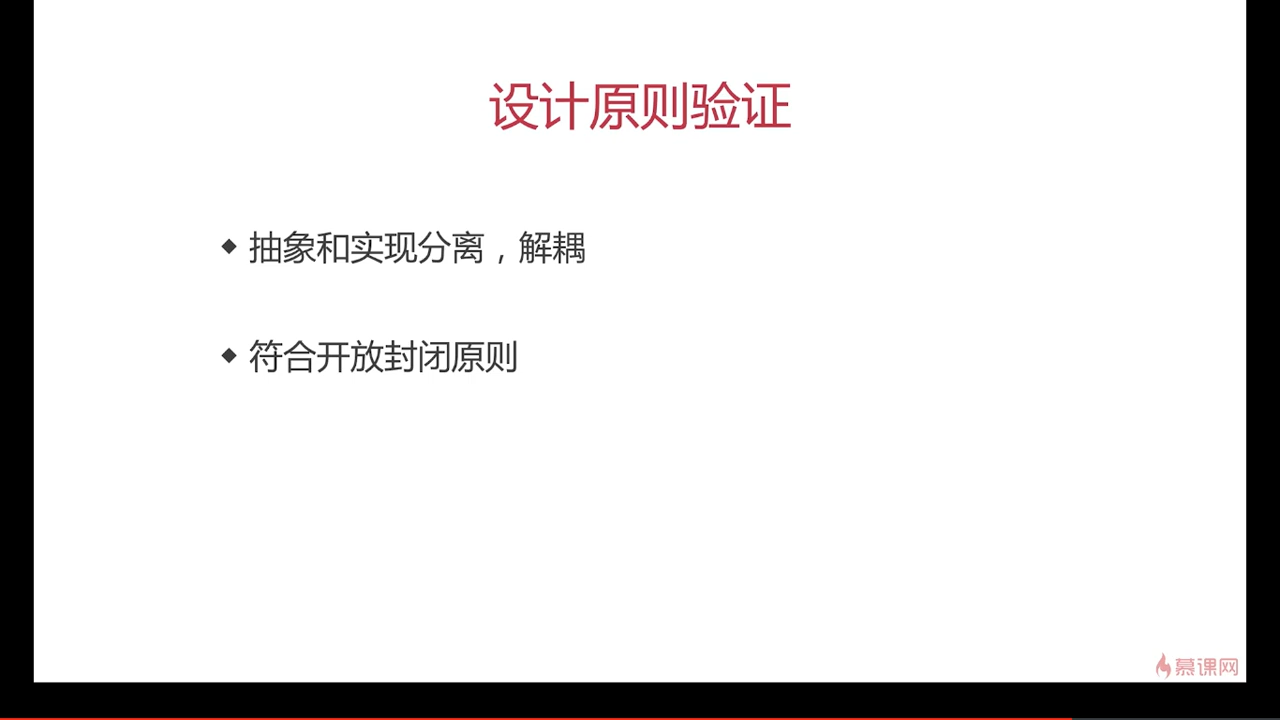 设计原则验证
◆ 抽象和实现分离，解耦
◆ 符合开放封闭原则
慕课网